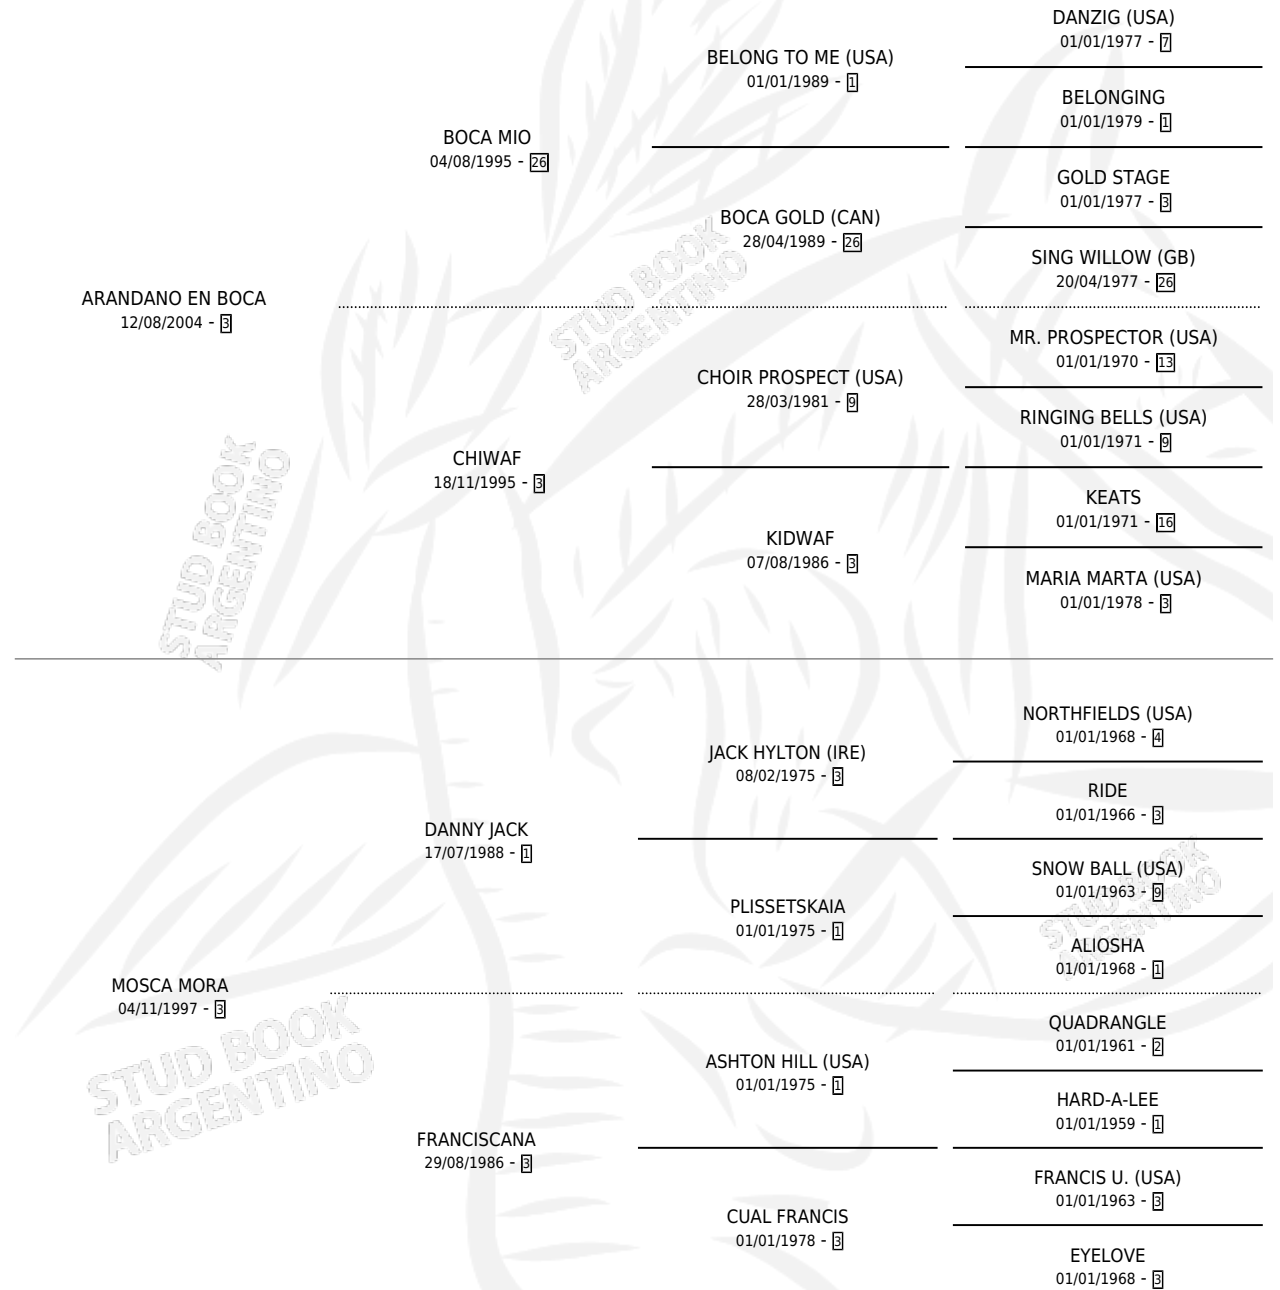 DANZIG (USA)
01/01/1977 - 7
BELONG TO ME (USA)
01/01/1989 - 1
BELONGING
01/01/1979 - 1
BOCA MIO
04/08/1995 - 26
GOLD STAGE
01/01/1977 - 3
BOCA GOLD (CAN)
28/04/1989 - 26
SING WILLOW (GB)
20/04/1977 - 26
ARANDANO EN BOCA
12/08/2004 - 3
STUD BOOK
ARGENTINO
MR. PROSPECTOR (USA)
01/01/1970 - 13
CHOIR PROSPECT (USA)
28/03/1981 - 9
RINGING BELLS (USA)
01/01/1971 - 9
CHIWAF
18/11/1995 - 3
KEATS
01/01/1971 - 16
KIDWAF
07/08/1986 - 3
MARIA MARTA (USA)
01/01/1978 - 3
STUD BOOK
ARGENTINO
NORTHFIELDS (USA)
01/01/1968 - 4
JACK HYLTON (IRE)
08/02/1975 - 3
RIDE
01/01/1966 - 3
DANNY JACK
17/07/1988 - 1
SNOW BALL (USA)
01/01/1963 - 9
PLISSETSKAIA
01/01/1975 - 1
ALIOSHA
01/01/1968 - 1
STUD BOOK
ARGENTINO
MOSCA MORA
04/11/1997 - 3
QUADRANGLE
01/01/1961 - 2
ASHTON HILL (USA)
01/01/1975 - 1
HARD-A-LEE
01/01/1959 - 1
STUD BOOK
ARGENTINO
FRANCISCANA
29/08/1986 - 3
FRANCIS U. (USA)
01/01/1963 - 3
CUAL FRANCIS
01/01/1978 - 3
EYELOVE
01/01/1968 - 3